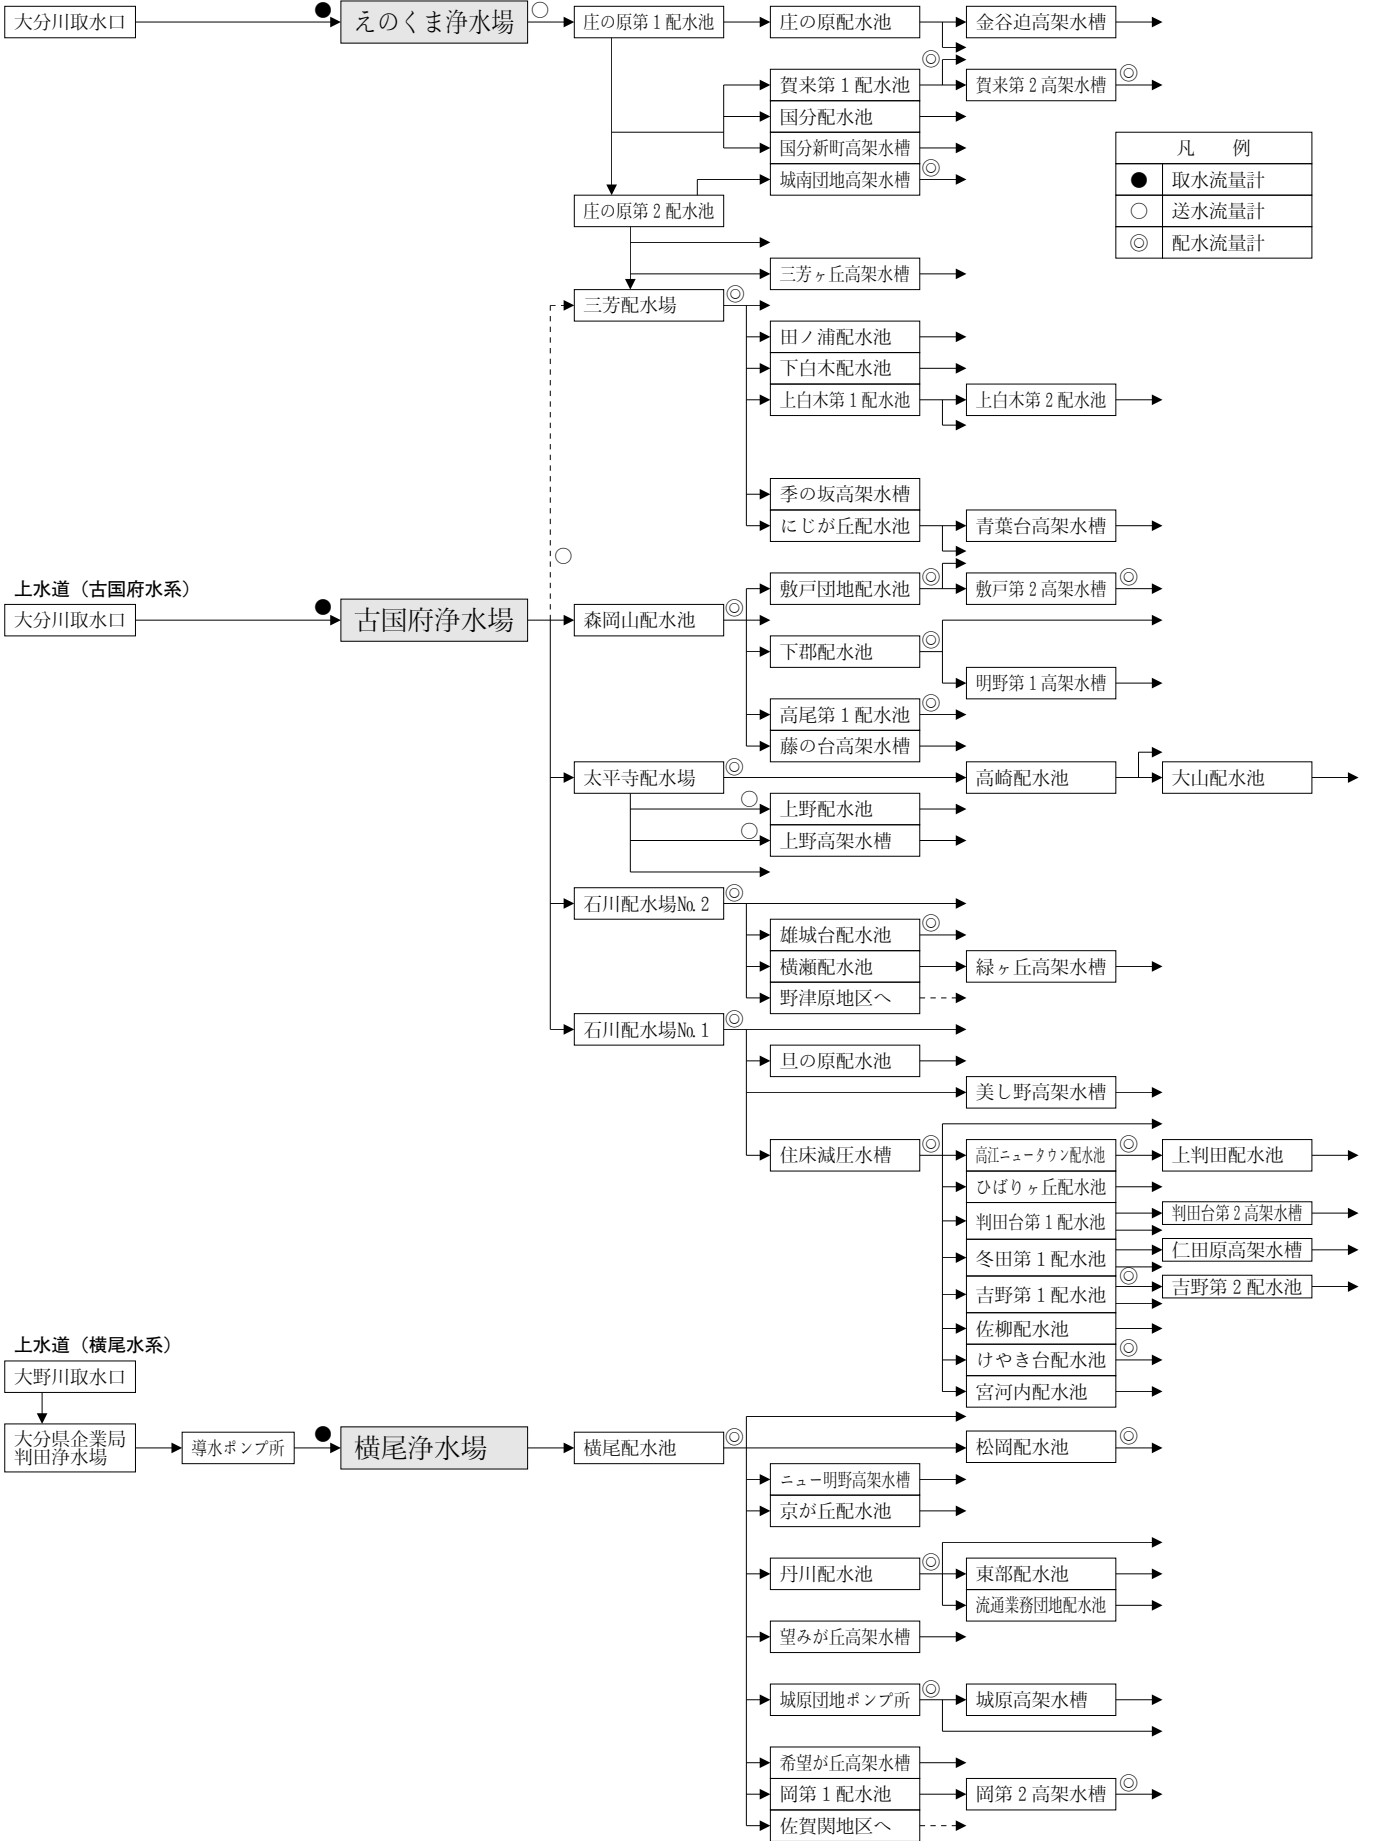 大分川取水口
えのくま浄水場
庄の原第1配水池
庄の原配水池
金谷迫高架水槽
賀来第1配水池
賀来第2高架水槽
国分配水池
国分新町高架水槽
城南団地高架水槽
凡 例
● 取水流量計
○ 送水流量計
◎ 配水流量計
庄の原第2配水池
三芳ヶ丘高架水槽
三芳配水場
田ノ浦配水池
下白木配水池
上白木第1配水池
上白木第2配水池
季の坂高架水槽
にじが丘配水池
青葉台高架水槽
上水道（古国府水系）
大分川取水口
古国府浄水場
森岡山配水池
敷戸団地配水池
敷戸第2高架水槽
下郡配水池
明野第1高架水槽
高尾第1配水池
藤の台高架水槽
太平寺配水場
高崎配水池
大山配水池
上野配水池
上野高架水槽
石川配水場№2
雄城台配水池
横瀬配水池
緑ヶ丘高架水槽
野津原地区へ
石川配水場№1
旦の原配水池
美し野高架水槽
住床減圧水槽
高江ニュータウン配水池
上判田配水池
ひばりヶ丘配水池
判田台第1配水池
判田台第2高架水槽
冬田第1配水池
仁田原高架水槽
吉野第1配水池
吉野第2配水池
佐柳配水池
けやき台配水池
宮河内配水池
上水道（横尾水系）
大野川取水口
大分県企業局
判田浄水場
導水ポンプ所
横尾浄水場
横尾配水池
松岡配水池
ニュー明野高架水槽
京が丘配水池
丹川配水池
東部配水池
流通業務団地配水池
望みが丘高架水槽
城原団地ポンプ所
城原高架水槽
希望が丘高架水槽
岡第1配水池
岡第2高架水槽
佐賀関地区へ